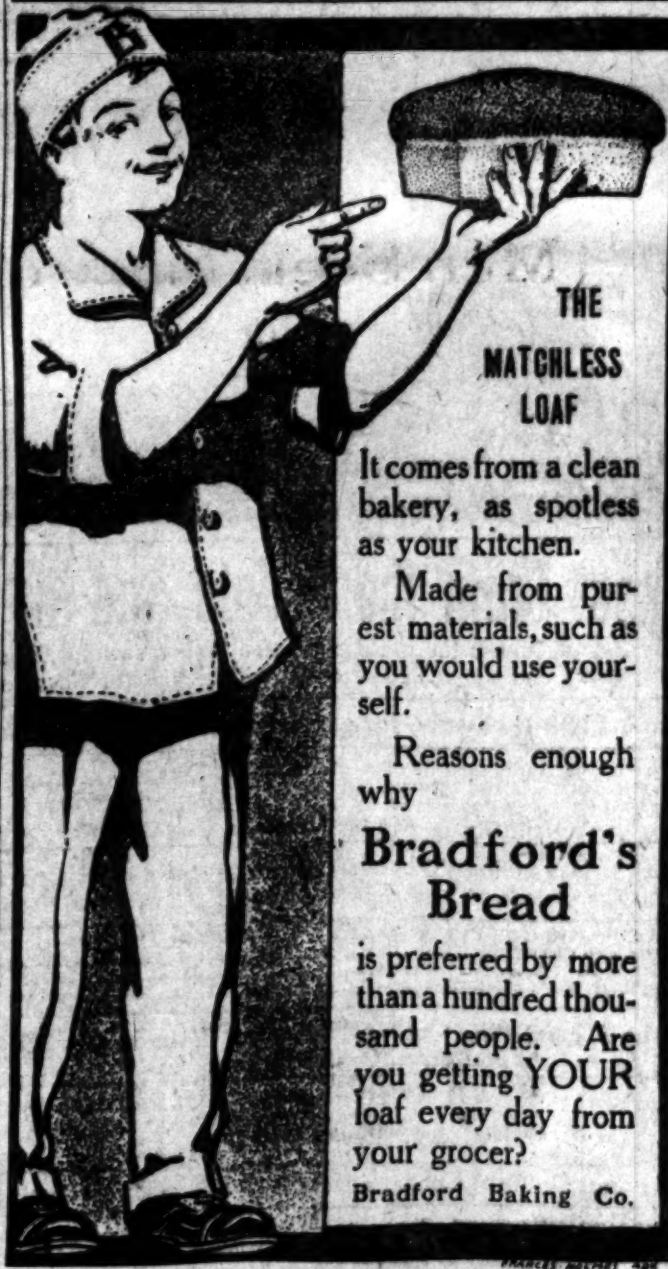 B
THE
MATCHLESS
LOAF
It comes from a clean
bakery, as spotless
as your kitchen.
Made from pur-
est materials, such as
you would use your-
self.
Reasons enough
why
Bradford's
Bread
is preferred by more
than a hundred thou-
sand people. Are
you getting YOUR
loaf every day from
your grocer?
Bradford Baking Co.